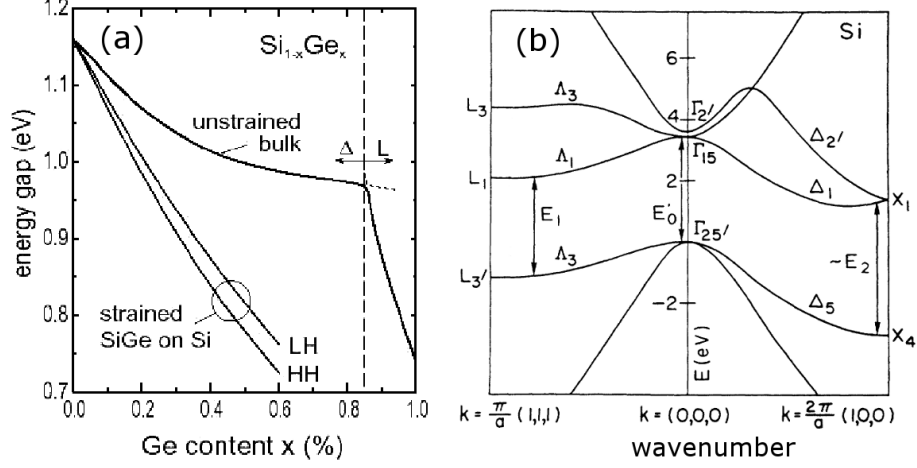 (a)
Si₁₋ₓGeₓ
unstrained
bulk
Δ L
strained
SiGe on Si
LH
HH
1.2
1.1
1.0
0.9
0.8
0.7
energy gap (eV)
0.0 0.2 0.4 0.6 0.8 1.0
Ge content x (%)
(b)
Si
6
4
2
-2
E (eV)
L₃
Λ₃
Γ₂′
Δ₂′
Γ₁₅
L₁
Λ₁
Δ₁
X₁
E₁
E₀′
Γ₂₅′
~E₂
L₃′
Λ₃
Δ₅
X₄
k = π/a (1,1,1)
k = (0,0,0)
k = 2π/a (1,0,0)
wavenumber